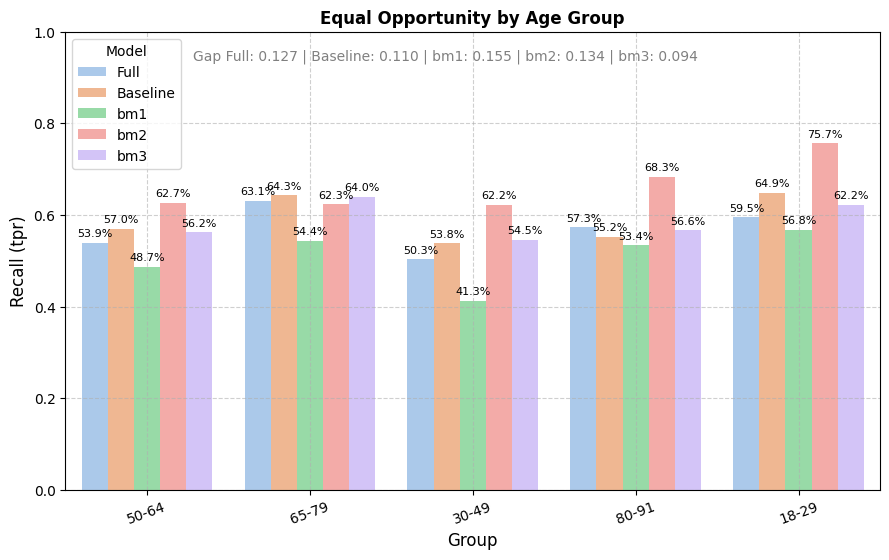 Equal Opportunity by Age Group
Gap Full: 0.127 | Baseline: 0.110 | bm1: 0.155 | bm2: 0.134 | bm3: 0.094
Model
Full
Baseline
bm1
bm2
bm3
Recall (tpr)
1.0
0.8
0.6
0.4
0.2
0.0
53.9% 57.0% 48.7% 62.7% 56.2%
63.1% 64.3% 54.4% 62.3% 64.0%
50.3% 53.8% 41.3% 62.2% 54.5%
57.3% 55.2% 53.4% 68.3% 56.6%
59.5% 64.9% 56.8% 75.7% 62.2%
50-64 65-79 30-49 80-91 18-29
Group